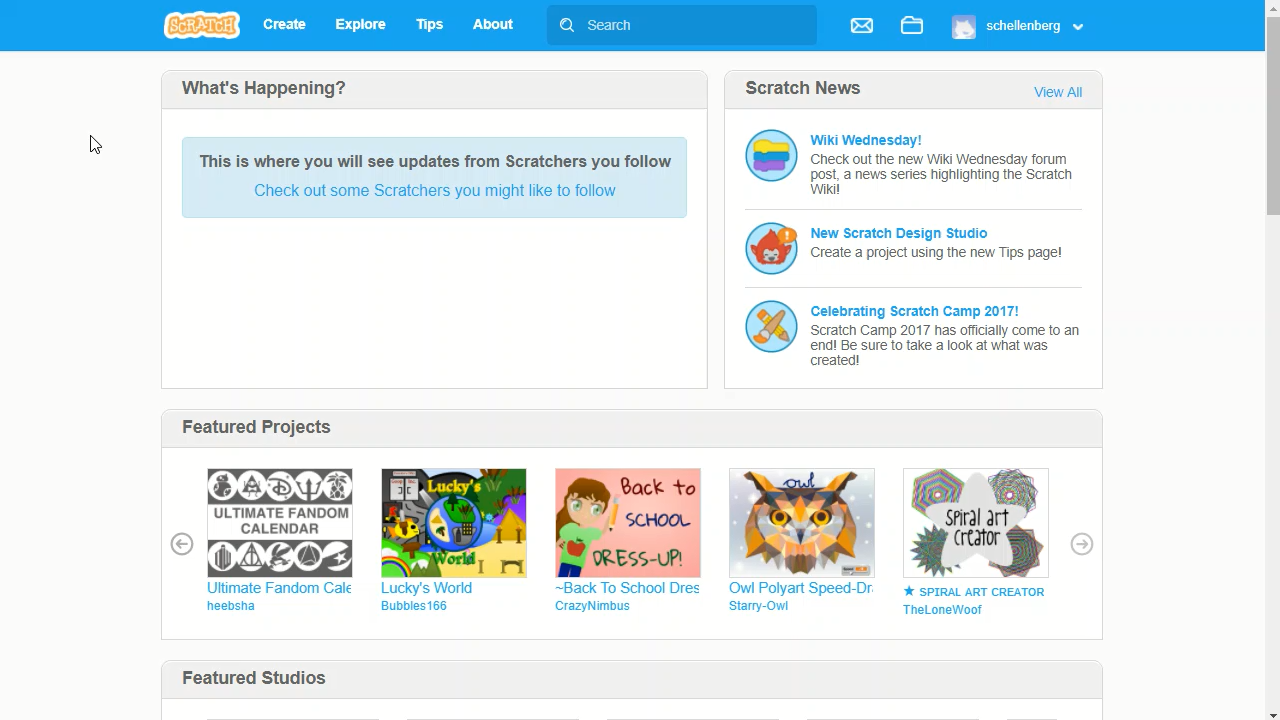 SCRATCH
Create
Explore
Tips
About
Search
schellenberg
What's Happening?
This is where you will see updates from Scratchers you follow
Check out some Scratchers you might like to follow
Scratch News
View All
Wiki Wednesday!
Check out the new Wiki Wednesday forum
post, a news series highlighting the Scratch
Wiki!
New Scratch Design Studio
Create a project using the new Tips page!
Celebrating Scratch Camp 2017!
Scratch Camp 2017 has officially come to an
end! Be sure to take a look at what was
created!
Featured Projects
ULTIMATE FANDOM
CALENDAR
Ultimate Fandom Cale
heebsha
Lucky's
World
Lucky's World
Bubbles166
Back to
SCHOOL
DRESS-UP!
~Back To School Dres
CrazyNimbus
owl
Owl Polyart Speed-Dr
Starry-Owl
Spiral art
Creator
★ SPIRAL ART CREATOR
TheLoneWoof
Featured Studios